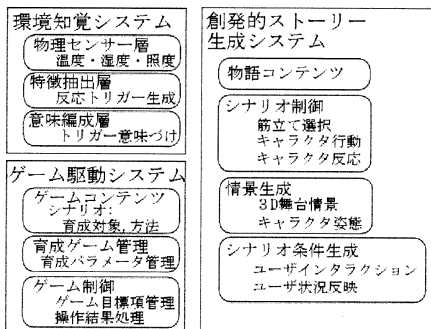 環境知覚システム
物理センサー層
温度・湿度・照度
特徴抽出層
反応トリガー生成
意味編成層
トリガー意味づけ
ゲーム駆動システム
ゲームコンテンツ
シナリオ:
育成対象,方法
育成ゲーム管理
育成パラメータ管理
ゲーム制御
ゲーム目標項管理
操作結果処理
創発的ストーリー
生成システム
物語コンテンツ
シナリオ制御
筋立て選択
キャラクタ行動
キャラクタ反応
情景生成
3D舞台情景
キャラクタ姿態
シナリオ条件生成
ユーザインタラクション
ユーザ状況反映